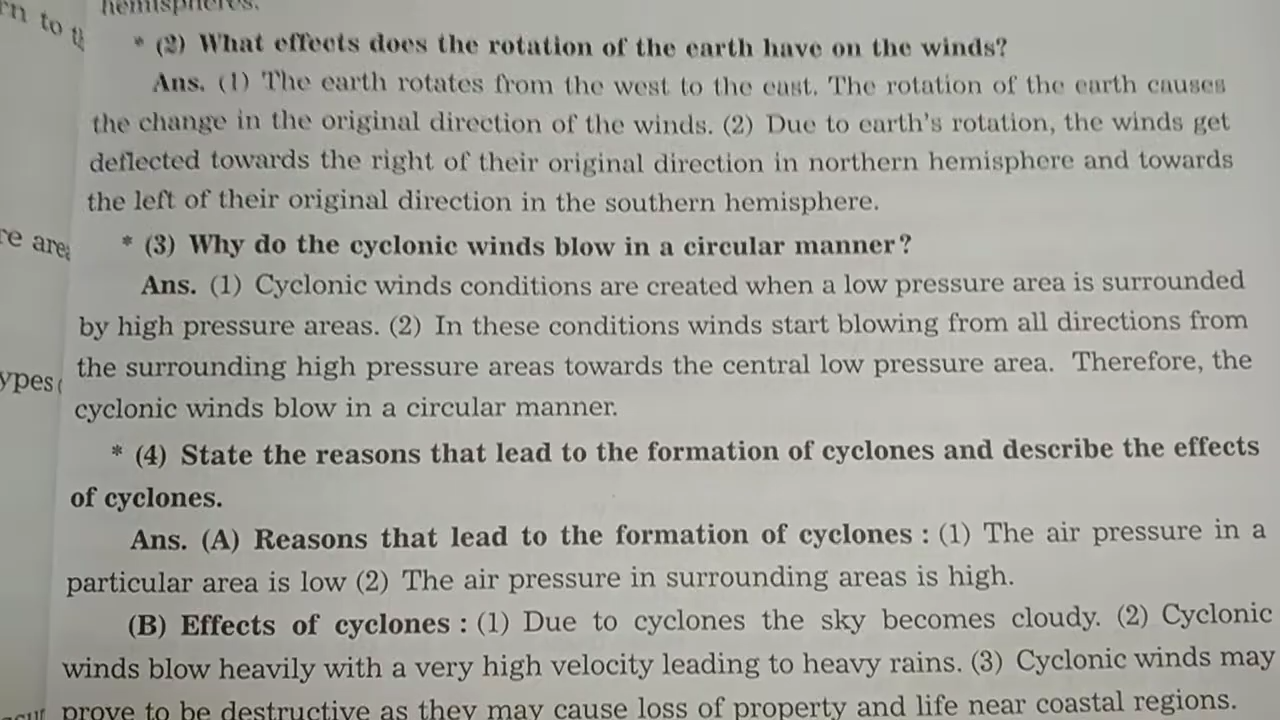 rn to t
hemispheres.
* (2) What effects does the rotation of the earth have on the winds?
Ans. (1) The earth rotates from the west to the east. The rotation of the earth causes
the change in the original direction of the winds. (2) Due to earth's rotation, the winds get
deflected towards the right of their original direction in northern hemisphere and towards
the left of their original direction in the southern hemisphere.
re area
* (3) Why do the cyclonic winds blow in a circular manner?
Ans. (1) Cyclonic winds conditions are created when a low pressure area is surrounded
by high pressure areas. (2) In these conditions winds start blowing from all directions from
the surrounding high pressure areas towards the central low pressure area. Therefore, the
ypes
cyclonic winds blow in a circular manner.
* (4) State the reasons that lead to the formation of cyclones and describe the effects
of cyclones.
Ans. (A) Reasons that lead to the formation of cyclones : (1) The air pressure in a
particular area is low (2) The air pressure in surrounding areas is high.
(B) Effects of cyclones : (1) Due to cyclones the sky becomes cloudy. (2) Cyclonic
winds blow heavily with a very high velocity leading to heavy rains. (3) Cyclonic winds may
prove to be destructive as they may cause loss of property and life near coastal regions.